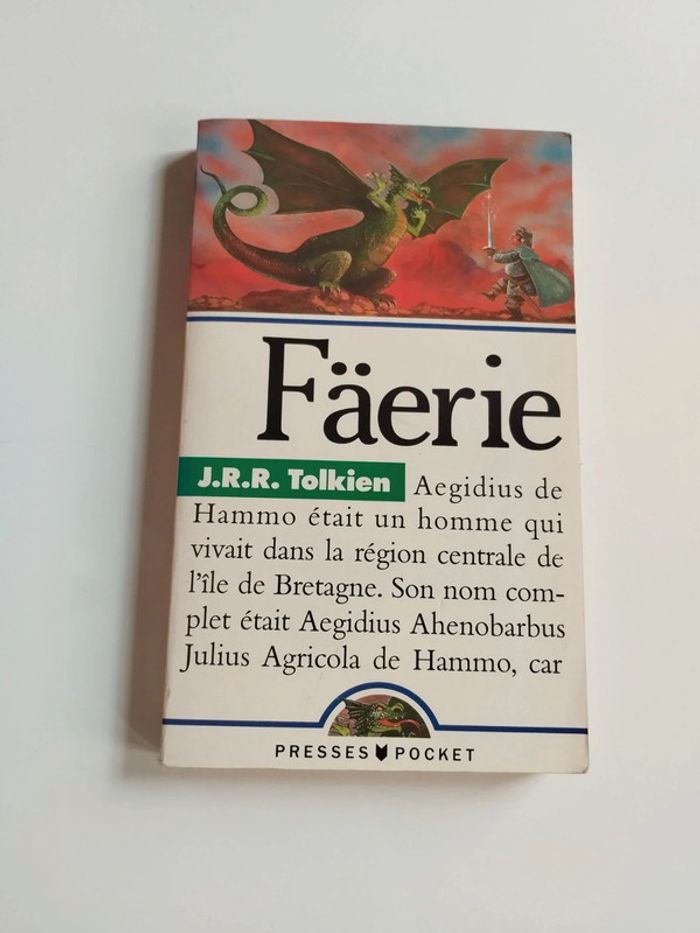 Fäerie
J.R.R. Tolkien Aegidius de
Hammo était un homme qui
vivait dans la région centrale de
l'île de Bretagne. Son nom com-
plet était Aegidius Ahenobarbus
Julius Agricola de Hammo, car
PRESSES POCKET